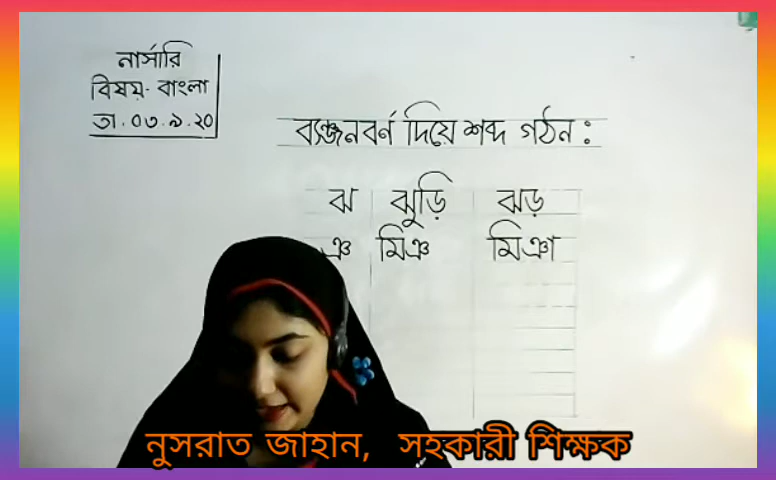 নার্সারি
বিষয়- বাংলা
তা. ০৩.৯.২০
ব্যঞ্জনবর্ন দিয়ে শব্দ গঠন :
ঝ ঝুড়ি ঝড়
ঞ মিঞ মিঞা
নুসরাত জাহান, সহকারী শিক্ষক